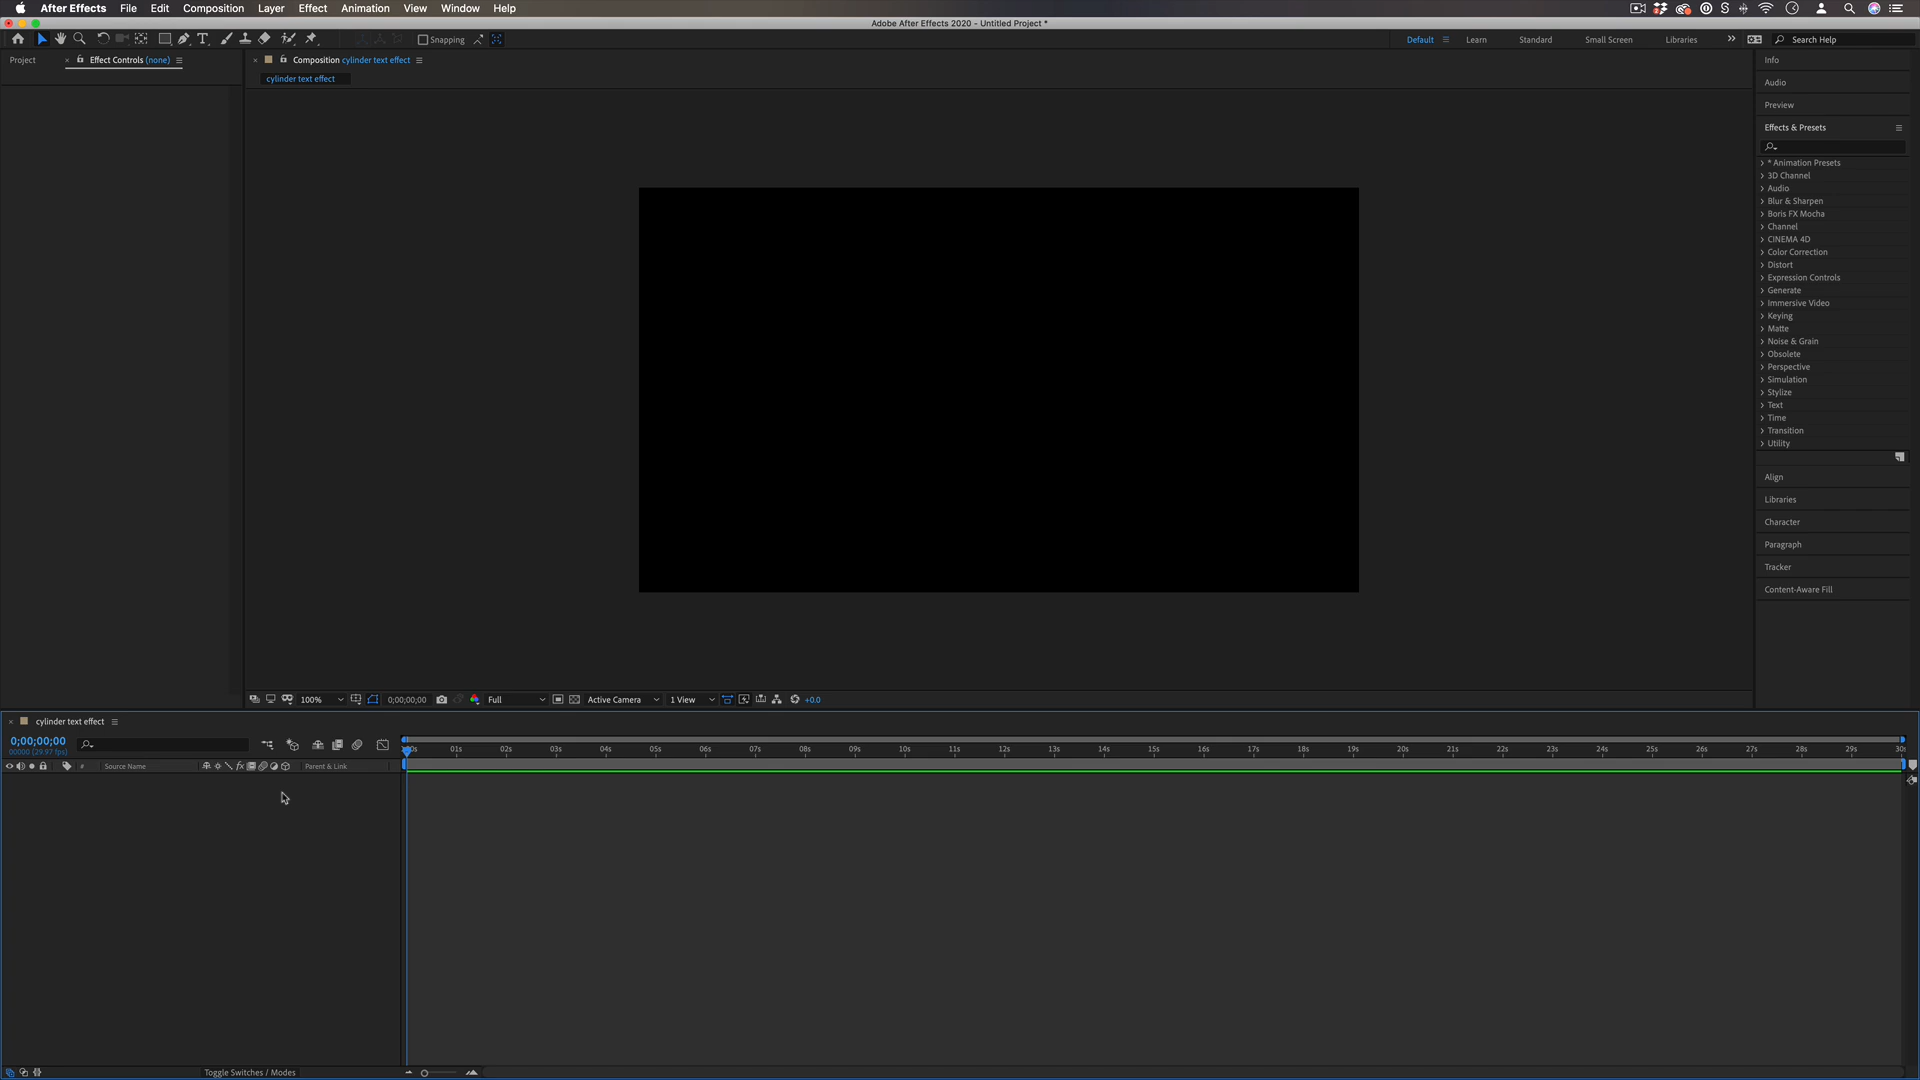 After Effects File Edit Composition Layer Effect Animation View Window Help
Adobe After Effects 2020 - Untitled Project *
Snapping
Default Learn Standard Small Screen Libraries Search Help
Project Effect Controls (none)
Composition cylinder text effect
cylinder text effect
Info
Audio
Preview
Effects & Presets
* Animation Presets
3D Channel
Audio
Blur & Sharpen
Boris FX Mocha
Channel
CINEMA 4D
Color Correction
Distort
Expression Controls
Generate
Immersive Video
Keying
Matte
Noise & Grain
Obsolete
Perspective
Simulation
Stylize
Text
Time
Transition
Utility
Align
Libraries
Character
Paragraph
Tracker
Content-Aware Fill
100% 0;00;00;00 Full Active Camera 1 View +0.0
cylinder text effect
0;00;00;00
00000 (29.97 fps)
:00s 01s 02s 03s 04s 05s 06s 07s 08s 09s 10s 11s 12s 13s 14s 15s 16s 17s 18s 19s 20s 21s 22s 23s 24s 25s 26s 27s 28s 29s 30s
# Source Name fx Parent & Link
Toggle Switches / Modes